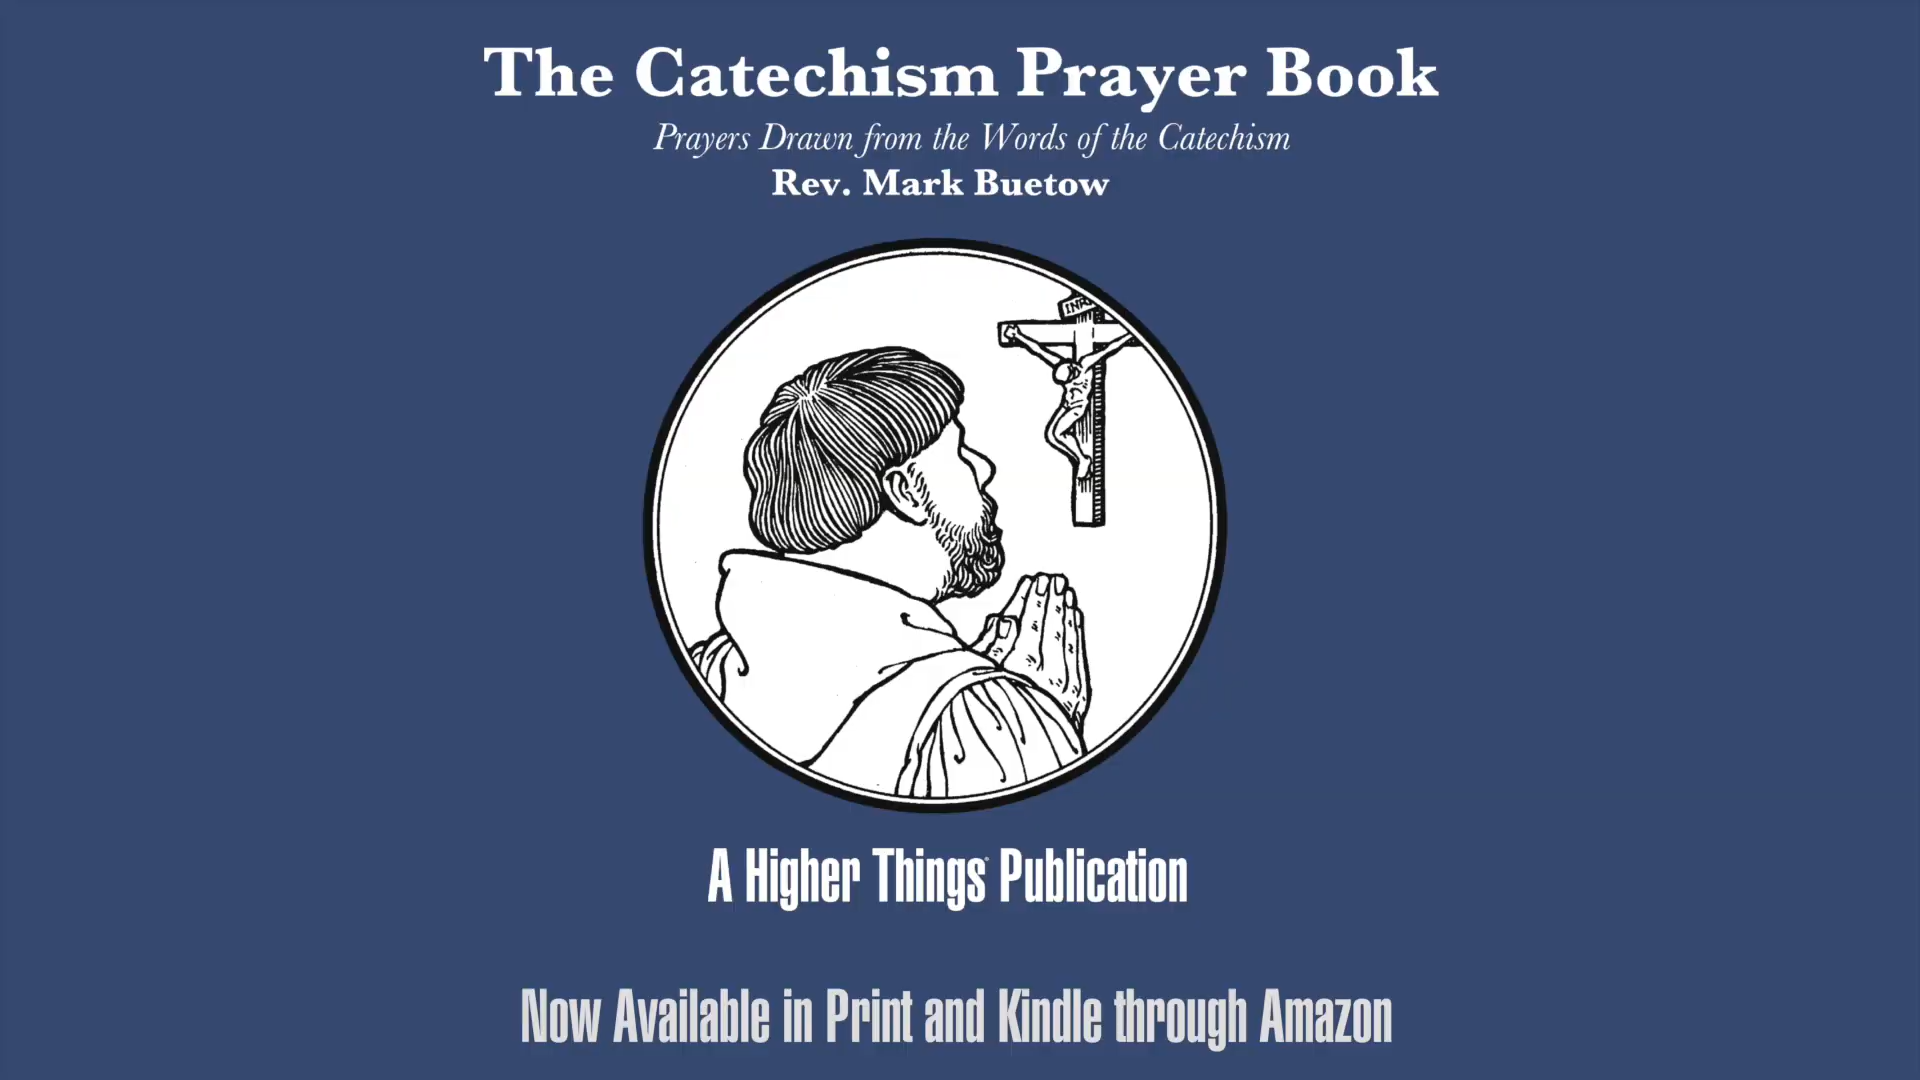 The Catechism Prayer Book
Prayers Drawn from the Words of the Catechism
Rev. Mark Buetow
INRI
A Higher Things® Publication
Now Available in Print and Kindle through Amazon